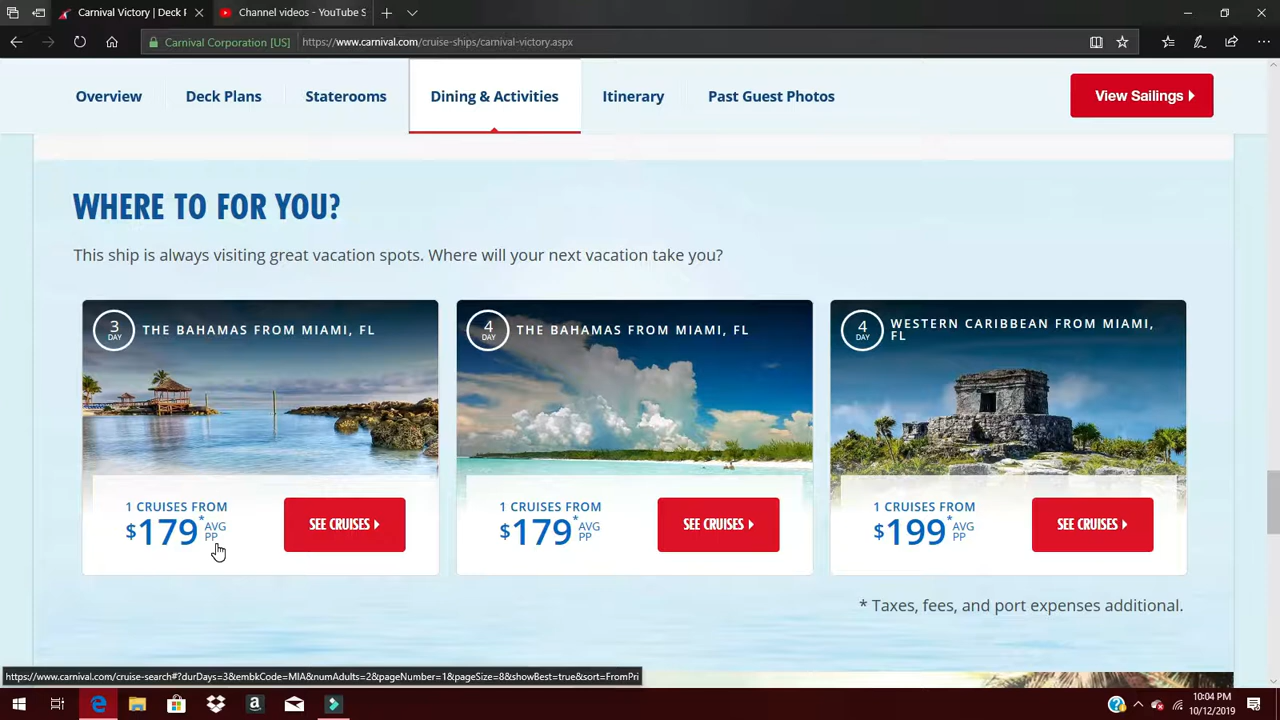 Carnival Victory | Deck F
Channel videos - YouTube S
Carnival Corporation [US]
https://www.carnival.com/cruise-ships/carnival-victory.aspx
Overview
Deck Plans
Staterooms
Dining & Activities
Itinerary
Past Guest Photos
View Sailings
WHERE TO FOR YOU?
This ship is always visiting great vacation spots. Where will your next vacation take you?
3 DAY
THE BAHAMAS FROM MIAMI, FL
1 CRUISES FROM
$179* AVG PP
SEE CRUISES
4 DAY
THE BAHAMAS FROM MIAMI, FL
1 CRUISES FROM
$179* AVG PP
SEE CRUISES
4 DAY
WESTERN CARIBBEAN FROM MIAMI,
FL
1 CRUISES FROM
$199* AVG PP
SEE CRUISES
* Taxes, fees, and port expenses additional.
https://www.carnival.com/cruise-search#?durDays=3&embkCode=MIA&numAdults=2&pageNumber=1&pageSize=8&showBest=true&sort=FromPri
10:04 PM
10/12/2019